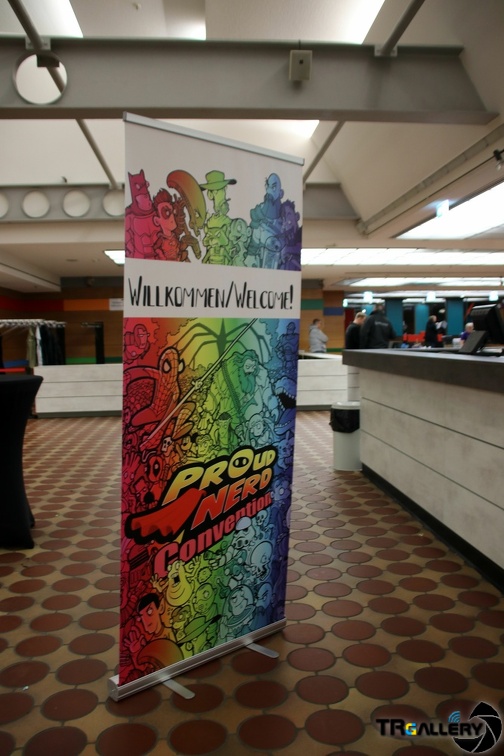 WILLKOMMEN/WELCOME!
PROUD
NERD
Convention
TRGALLERY